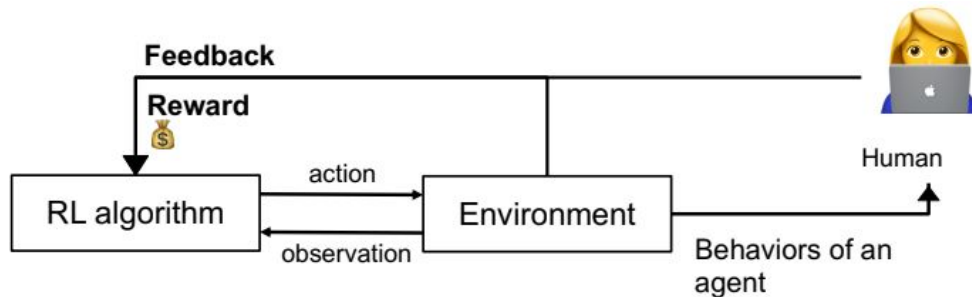 Feedback
Reward
action
Human
RL algorithm
Environment
observation
Behaviors of an
agent